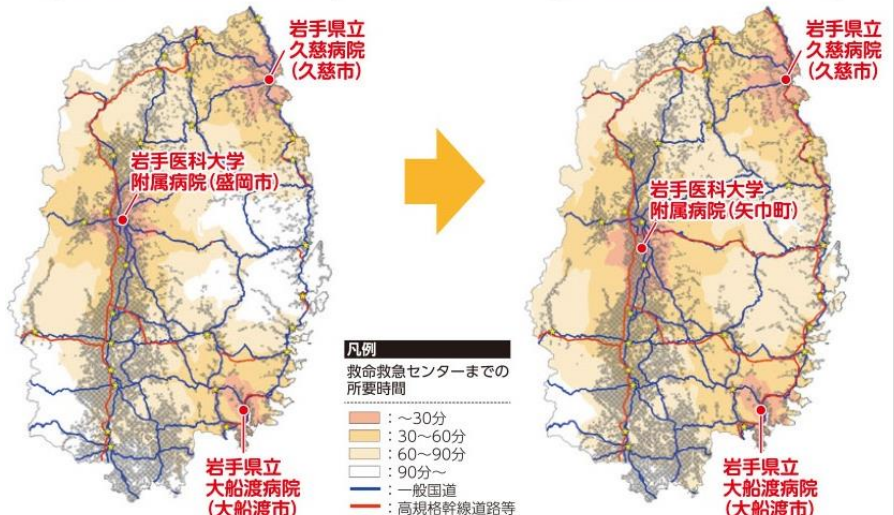 岩手県立
久慈病院
(久慈市)
岩手医科大学
附属病院(盛岡市)
岩手県立
大船渡病院
(大船渡市)
岩手県立
久慈病院
(久慈市)
岩手医科大学
附属病院(矢巾町)
岩手県立
大船渡病院
(大船渡市)
凡例
救命救急センターまでの
所要時間
:~30分
:30~60分
:60~90分
:90分~
:一般国道
:高規格幹線道路等